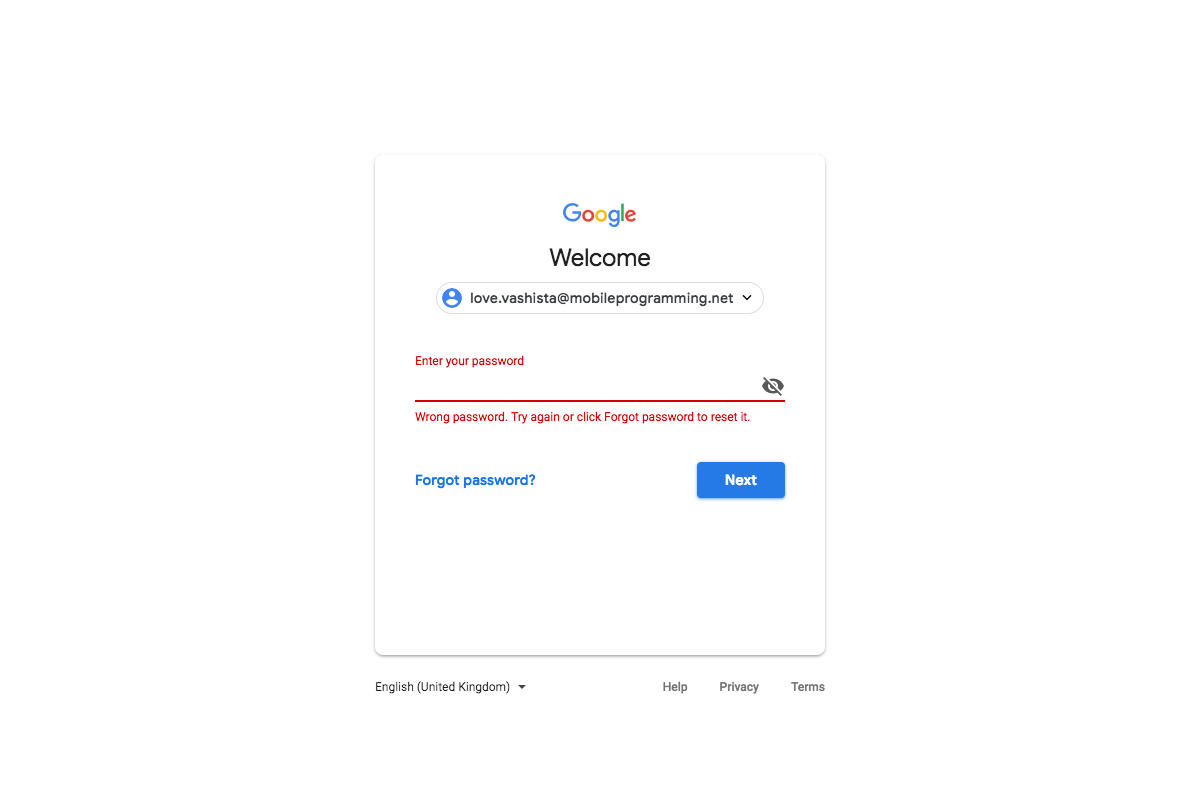 Google
Welcome
love.vashista@mobileprogramming.net
Enter your password
Wrong password. Try again or click Forgot password to reset it.
Forgot password?
Next
English (United Kingdom)
Help
Privacy
Terms